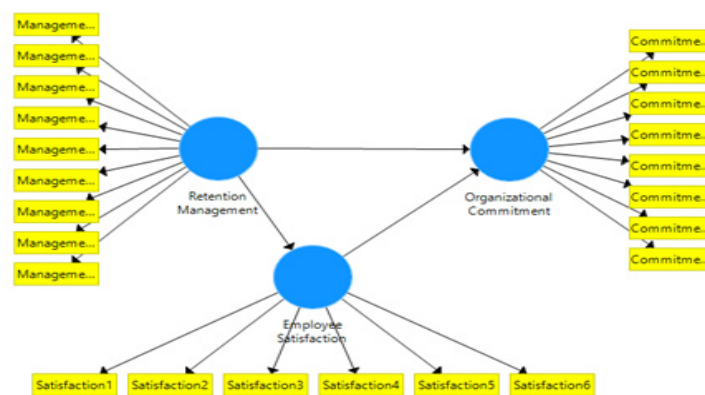 Manageme...
Manageme...
Manageme...
Manageme...
Manageme...
Manageme...
Manageme...
Manageme...
Manageme...
Retention
Management
Organizational
Commitment
Commitme..
Commitme..
Commitme..
Commitme..
Commitme..
Commitme..
Commitme..
Commitme..
Employee
Satisfaction
Satisfaction1
Satisfaction2
Satisfaction3
Satisfaction4
Satisfaction5
Satisfaction6